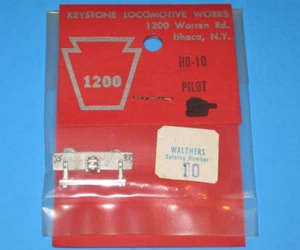 KEYSTONE LOCOMOTIVE WORKS
1200 Warren Rd.
Ithaca, N.Y.
1200
HO-10
PILOT
WALTHERS
Catalog Number
10